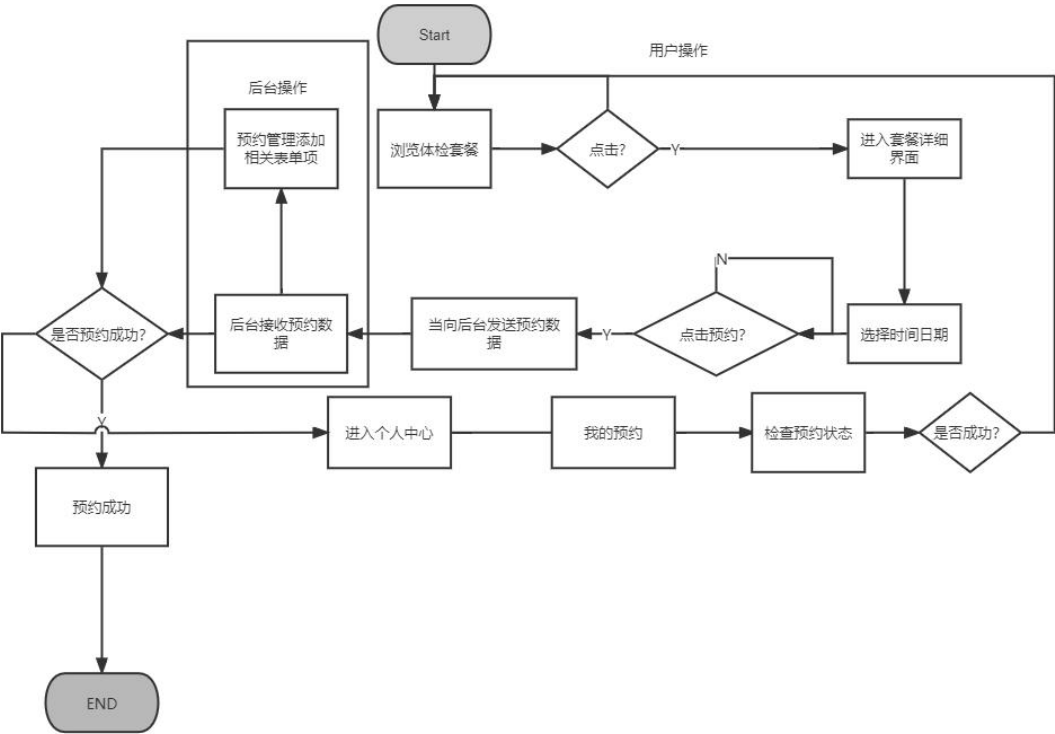 Start
用户操作
后台操作
预约管理添加
相关表单项
浏览体检套餐
点击?
Y
进入套餐详细
界面
N
是否预约成功?
后台接收预约数
据
当向后台发送预约数
据
Y
点击预约?
选择时间日期
Y
进入个人中心
我的预约
检查预约状态
是否成功?
预约成功
END